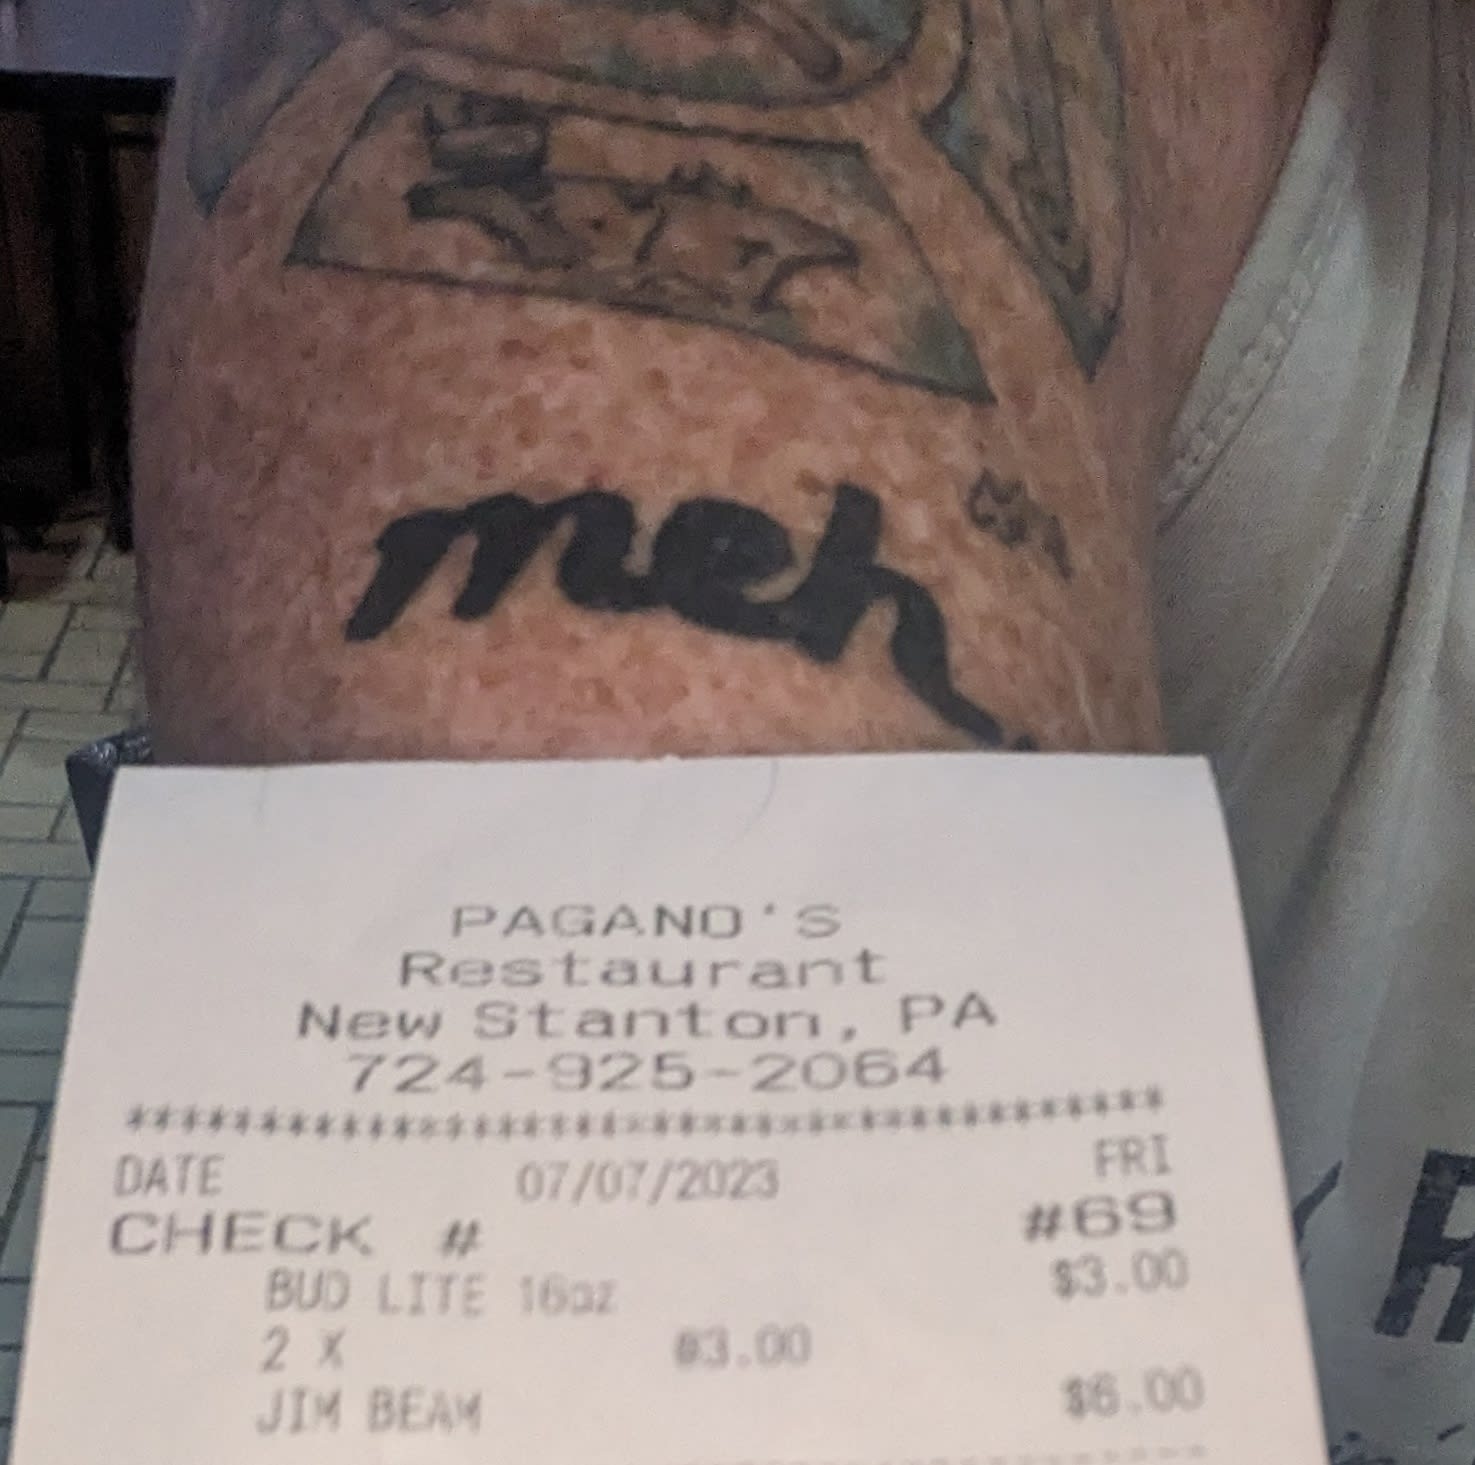 meh
PAGANO'S
Restaurant
New Stanton, PA
724-925-2064
***************************************
DATE 07/07/2023 FRI
CHECK # #69
BUD LITE 16oz $3.00
2 X @3.00
JIM BEAM $6.00
R